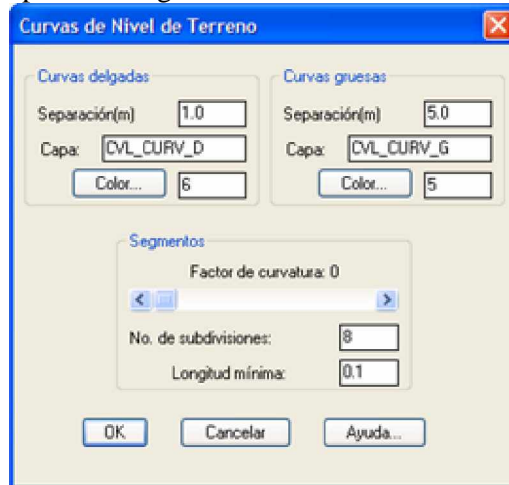 Curvas de Nivel de Terreno
Curvas delgadas
Curvas gruesas
Separación(m) 1.0
Separación(m) 5.0
Capa: CVL_CURV_D
Capa: CVL_CURV_G
Color... 6
Color... 5
Segmentos
Factor de curvatura: 0
No. de subdivisiones: 8
Longitud mínima: 0.1
OK Cancelar Ayuda...